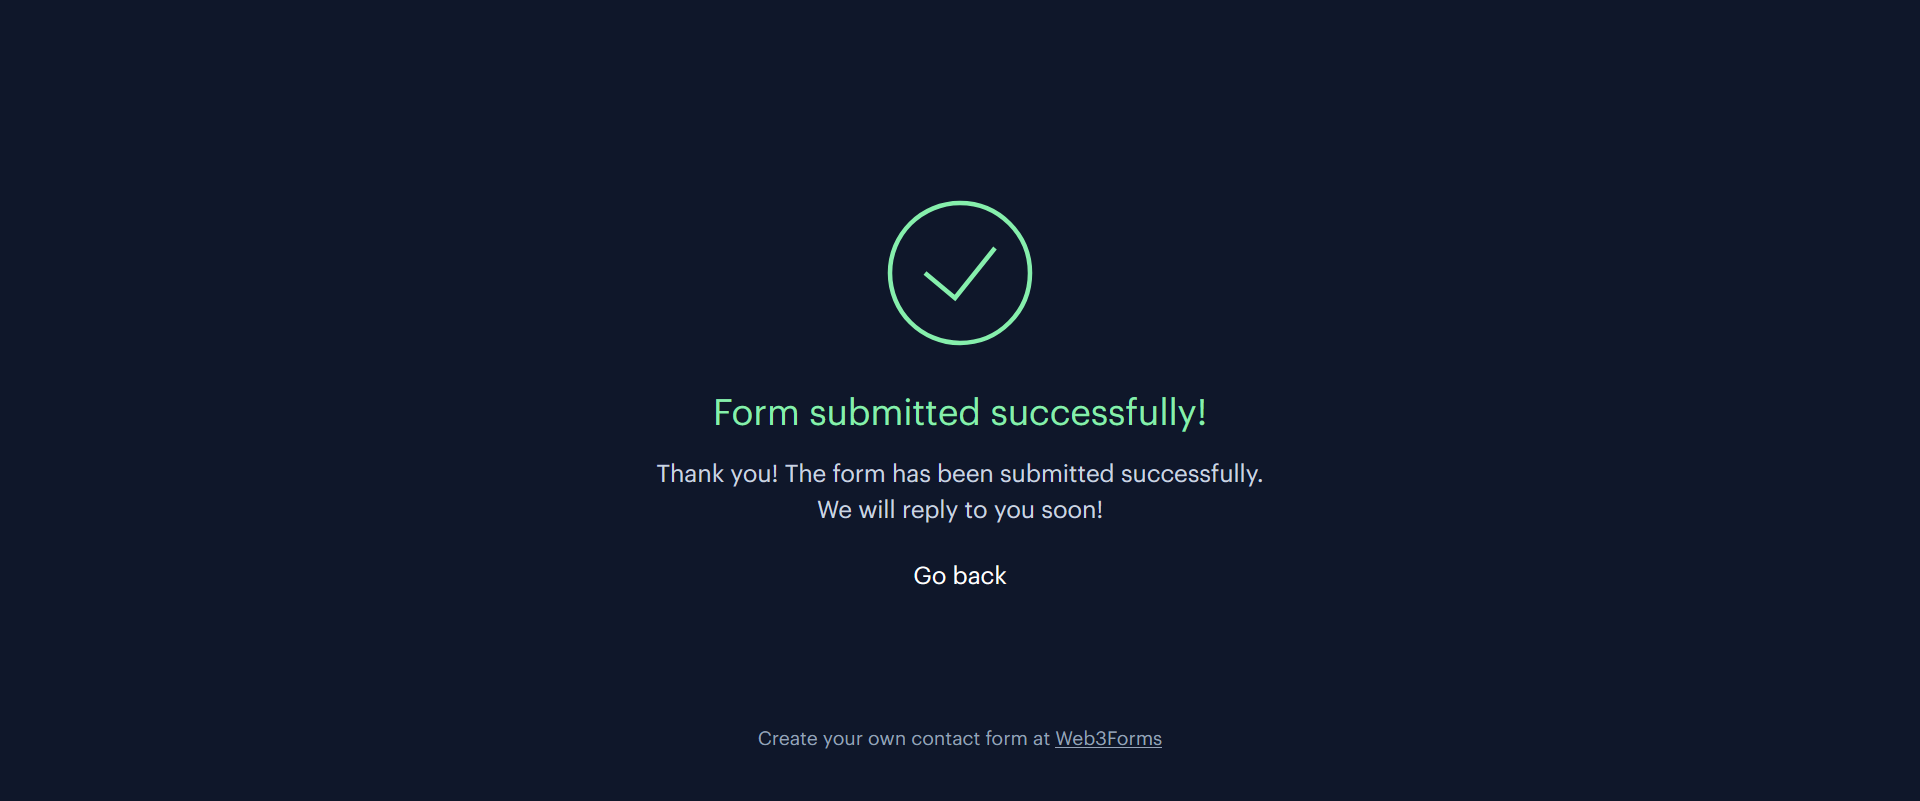 Form submitted successfully!
Thank you! The form has been submitted successfully.
We will reply to you soon!
Go back
Create your own contact form at Web3Forms